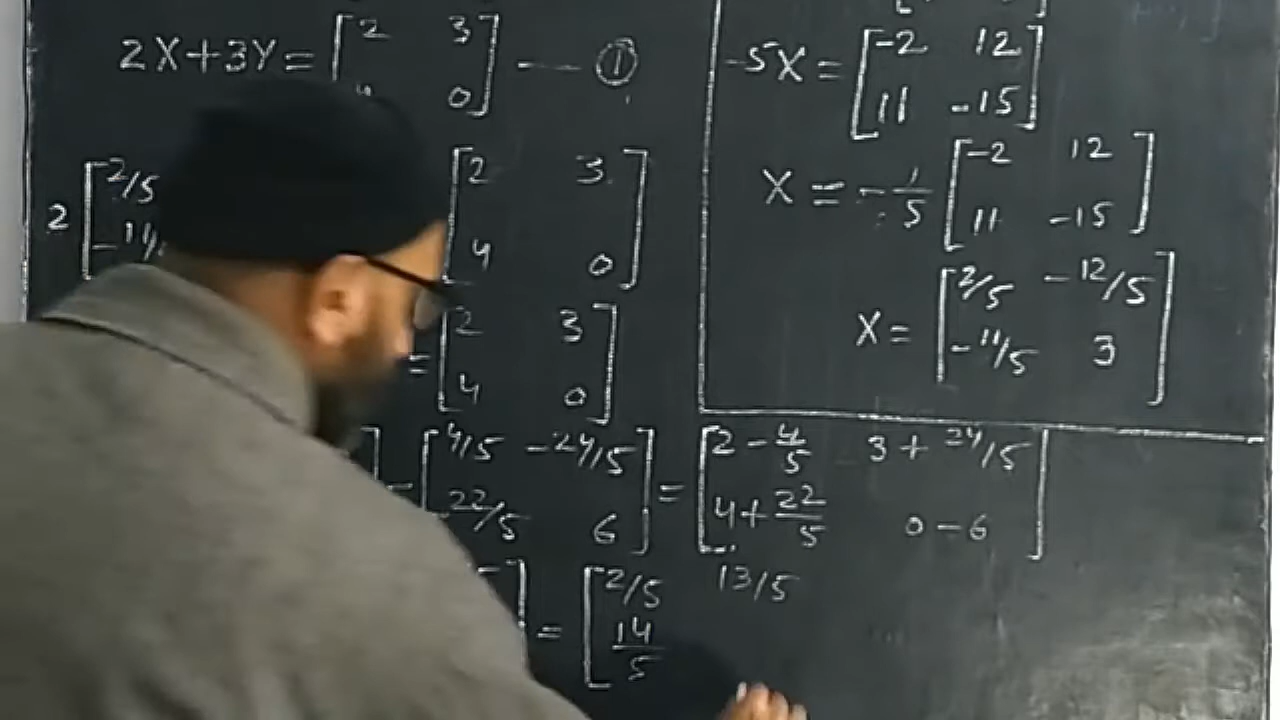 2X+3Y = [2 3
0] — ①
2 [2/5
-11/
[2 3
4 0]
= [2 3
4 0]
] - [4/5 -24/5
22/5 6] = [2 - 4/5 3 + 24/5
4 + 22/5 0 - 6]
] = [2/5 13/5
14/5
-5X = [-2 12
11 -15]
X = -1/5 [-2 12
11 -15]
X = [2/5 -12/5
-11/5 3]